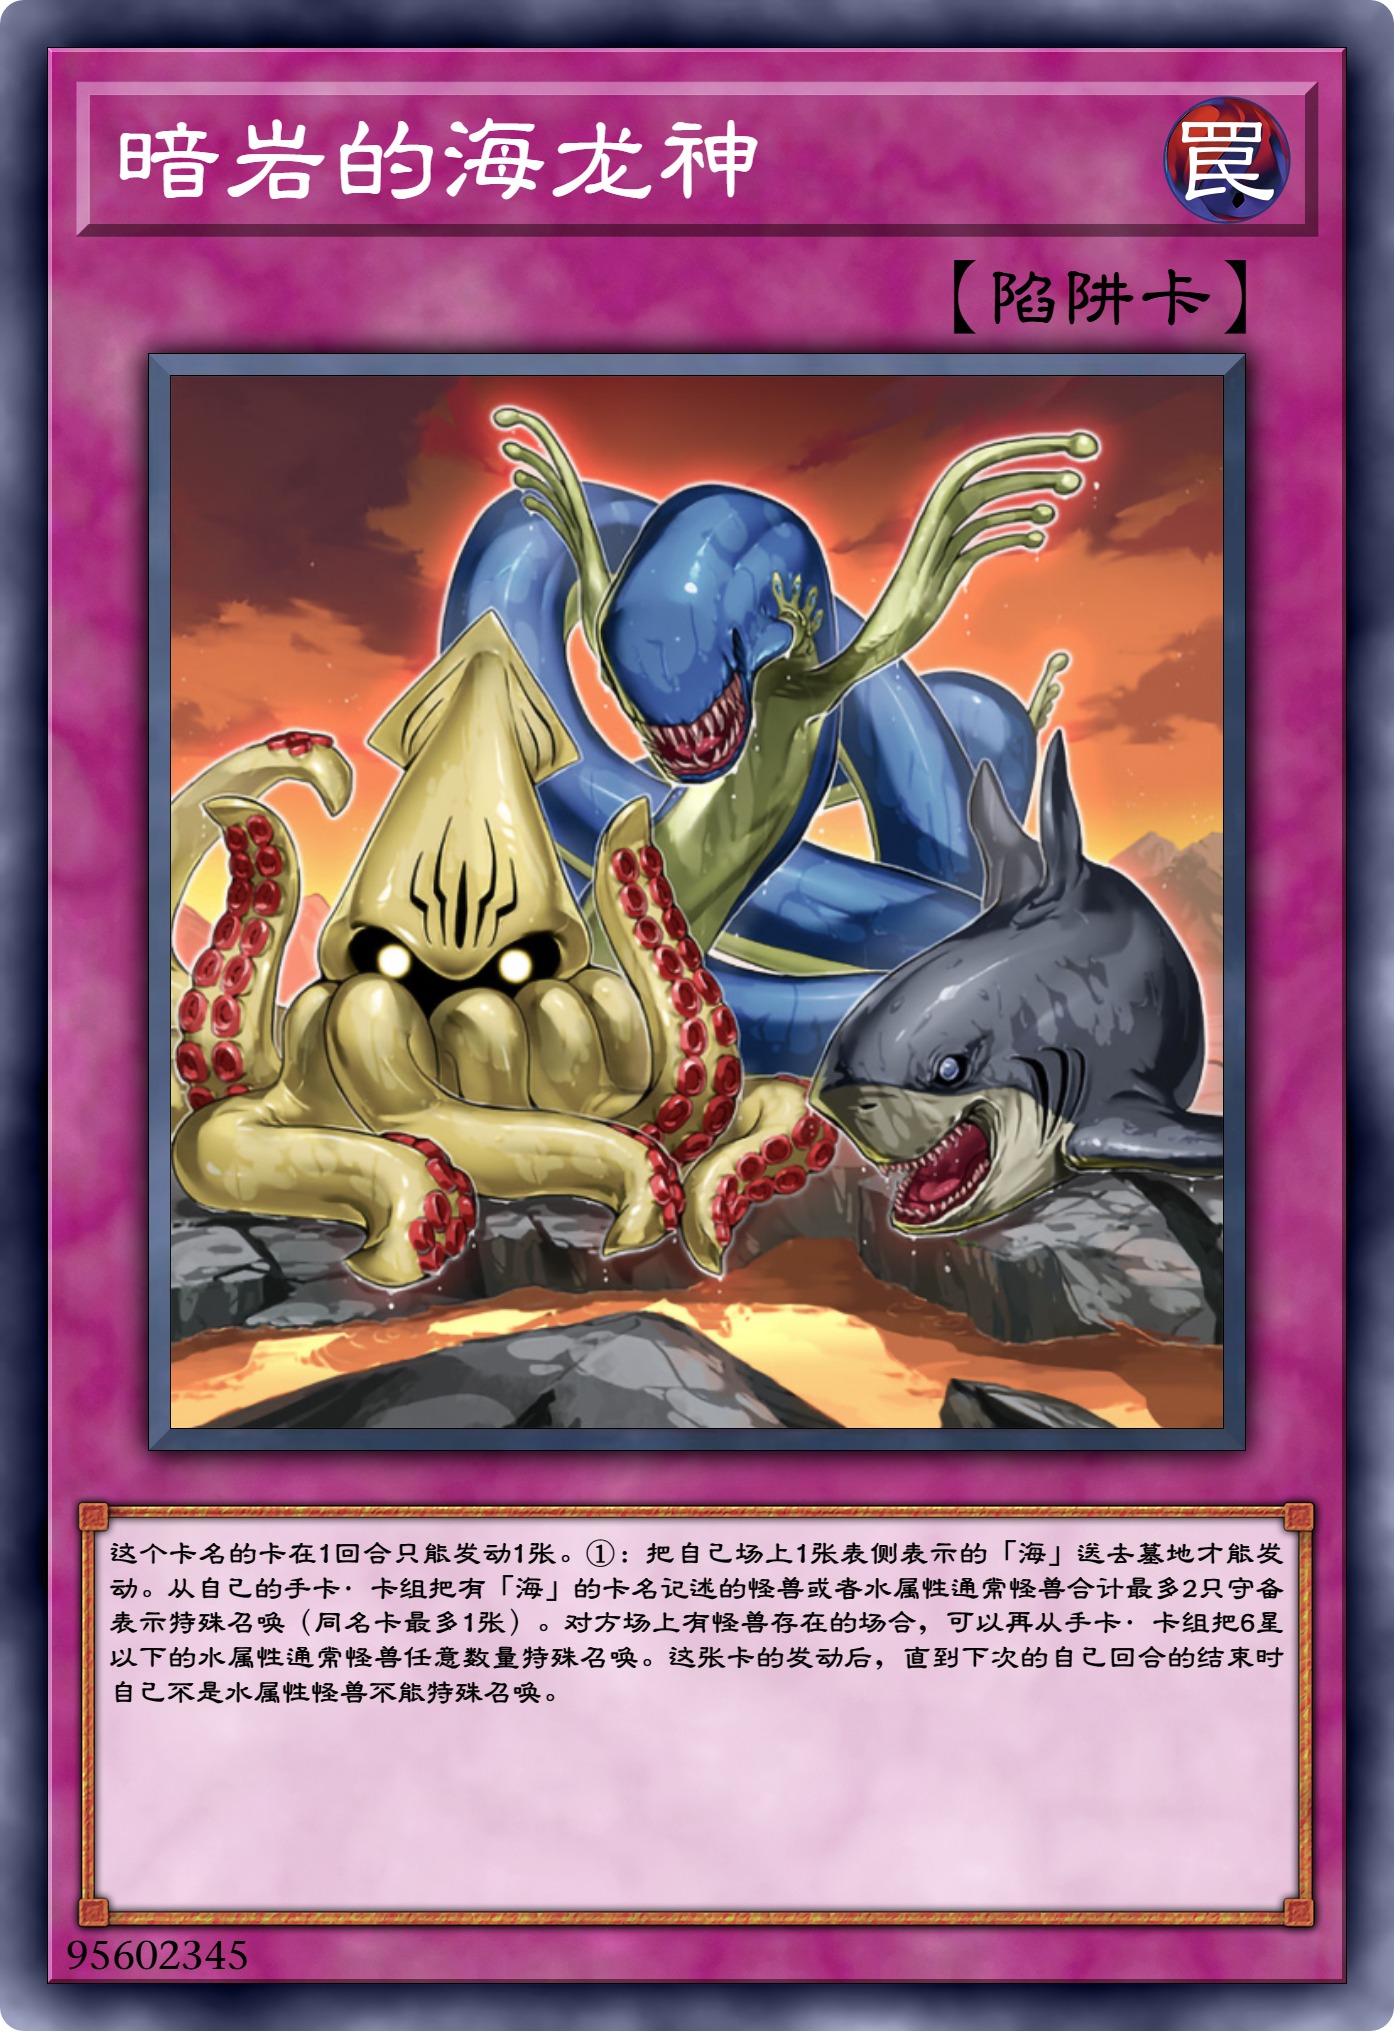 暗岩的海龙神
罠
【陷阱卡】
这个卡名的卡在1回合只能发动1张。①：把自己场上1张表侧表示的「海」送去墓地才能发
动。从自己的手卡·卡组把有「海」的卡名记述的怪兽或者水属性通常怪兽合计最多2只守备
表示特殊召唤（同名卡最多1张）。对方场上有怪兽存在的场合，可以再从手卡·卡组把6星
以下的水属性通常怪兽任意数量特殊召唤。这张卡的发动后，直到下次的自己回合的结束时
自己不是水属性怪兽不能特殊召唤。
95602345